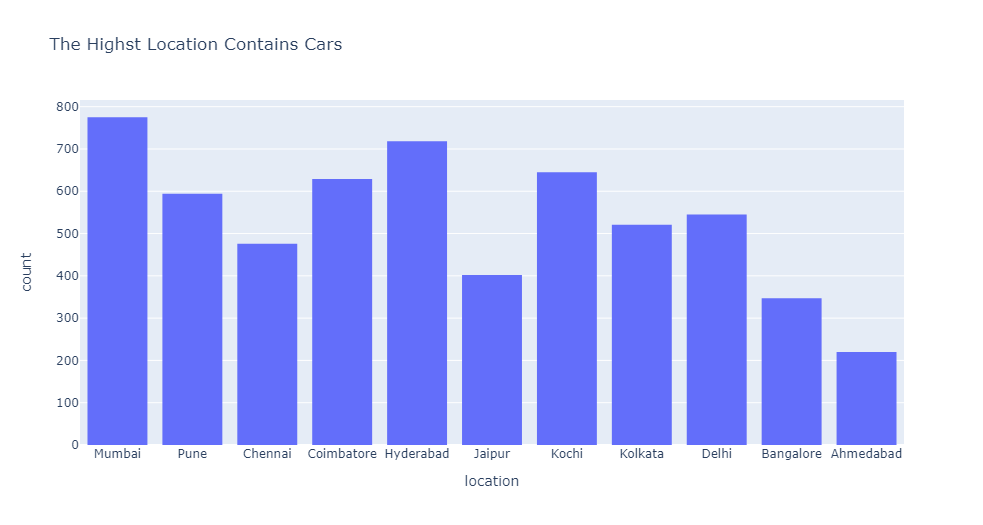 The Highst Location Contains Cars
800
700
600
500
400
300
200
100
0
count
Mumbai Pune Chennai Coimbatore Hyderabad Jaipur Kochi Kolkata Delhi Bangalore Ahmedabad
location